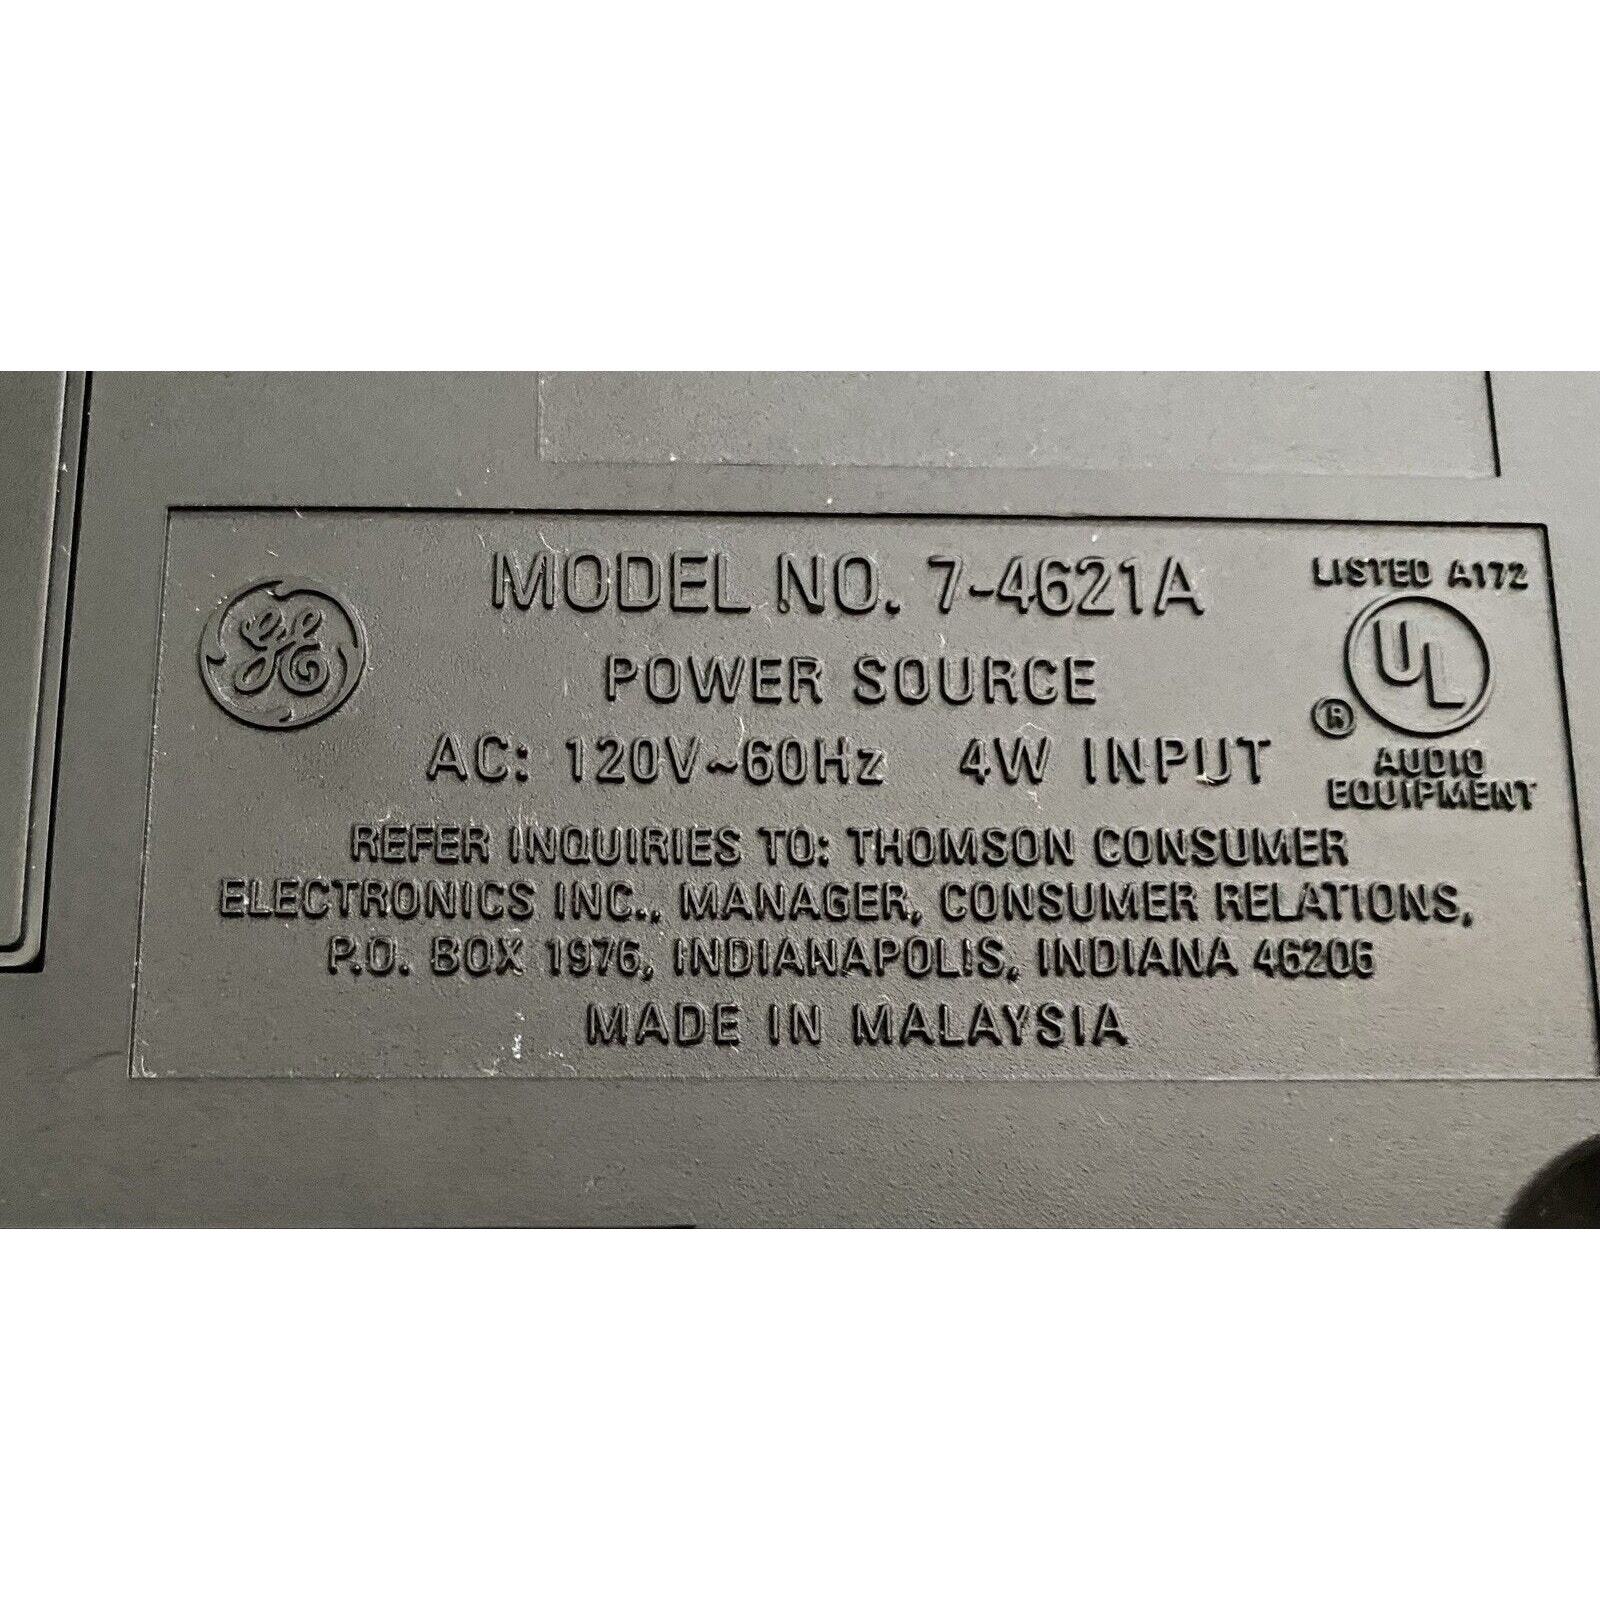 GE
MODEL NO. 7-4621A
LISTED A172
UL
®
POWER SOURCE
AC: 120V~60Hz 4W INPUT
AUDIO
EQUIPMENT
REFER INQUIRIES TO: THOMSON CONSUMER
ELECTRONICS INC., MANAGER, CONSUMER RELATIONS,
P.O. BOX 1976, INDIANAPOLIS, INDIANA 46206
MADE IN MALAYSIA